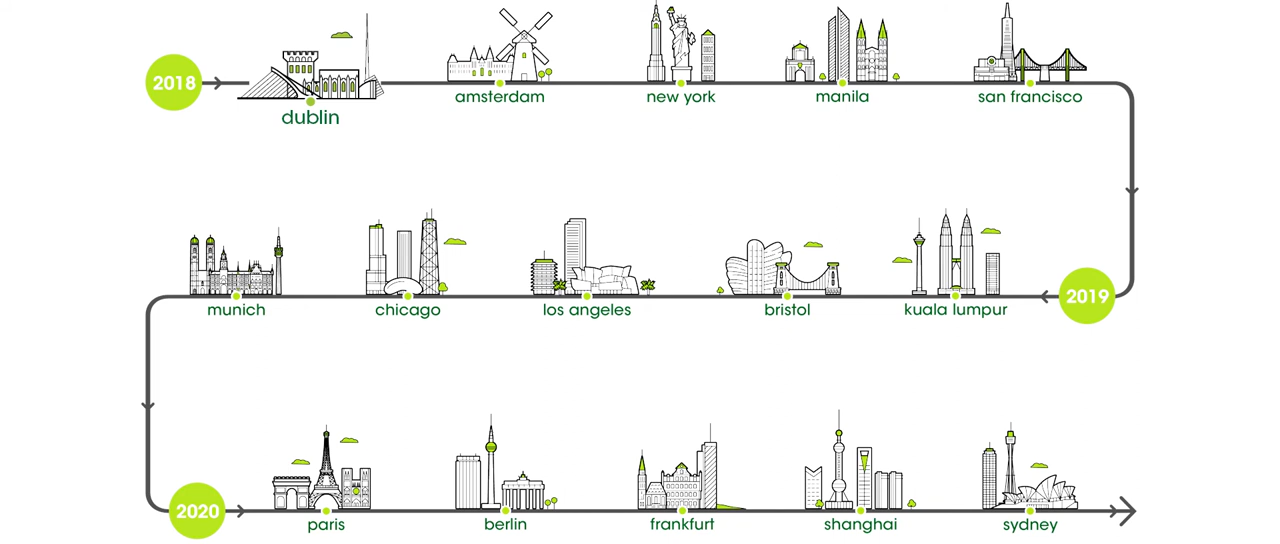 2018
dublin
amsterdam
new york
manila
san francisco
2019
kuala lumpur
bristol
los angeles
chicago
munich
2020
paris
berlin
frankfurt
shanghai
sydney